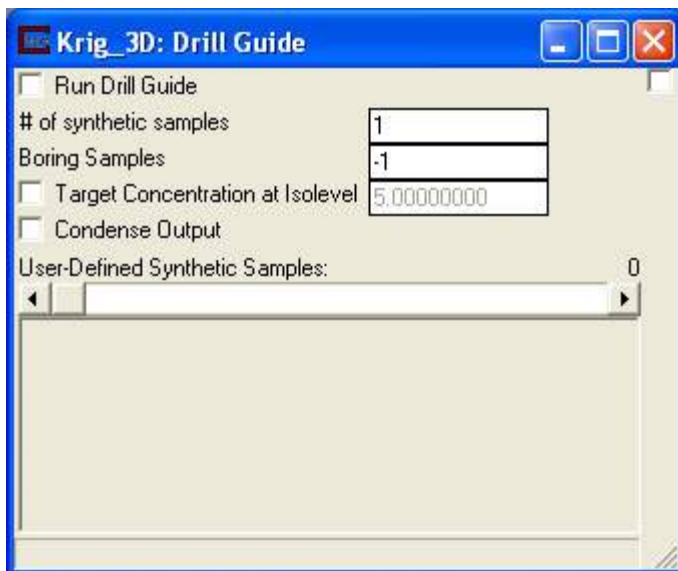 Krig_3D: Drill Guide
Run Drill Guide
# of synthetic samples 1
Boring Samples -1
Target Concentration at Isolevel 5.00000000
Condense Output
User-Defined Synthetic Samples: 0